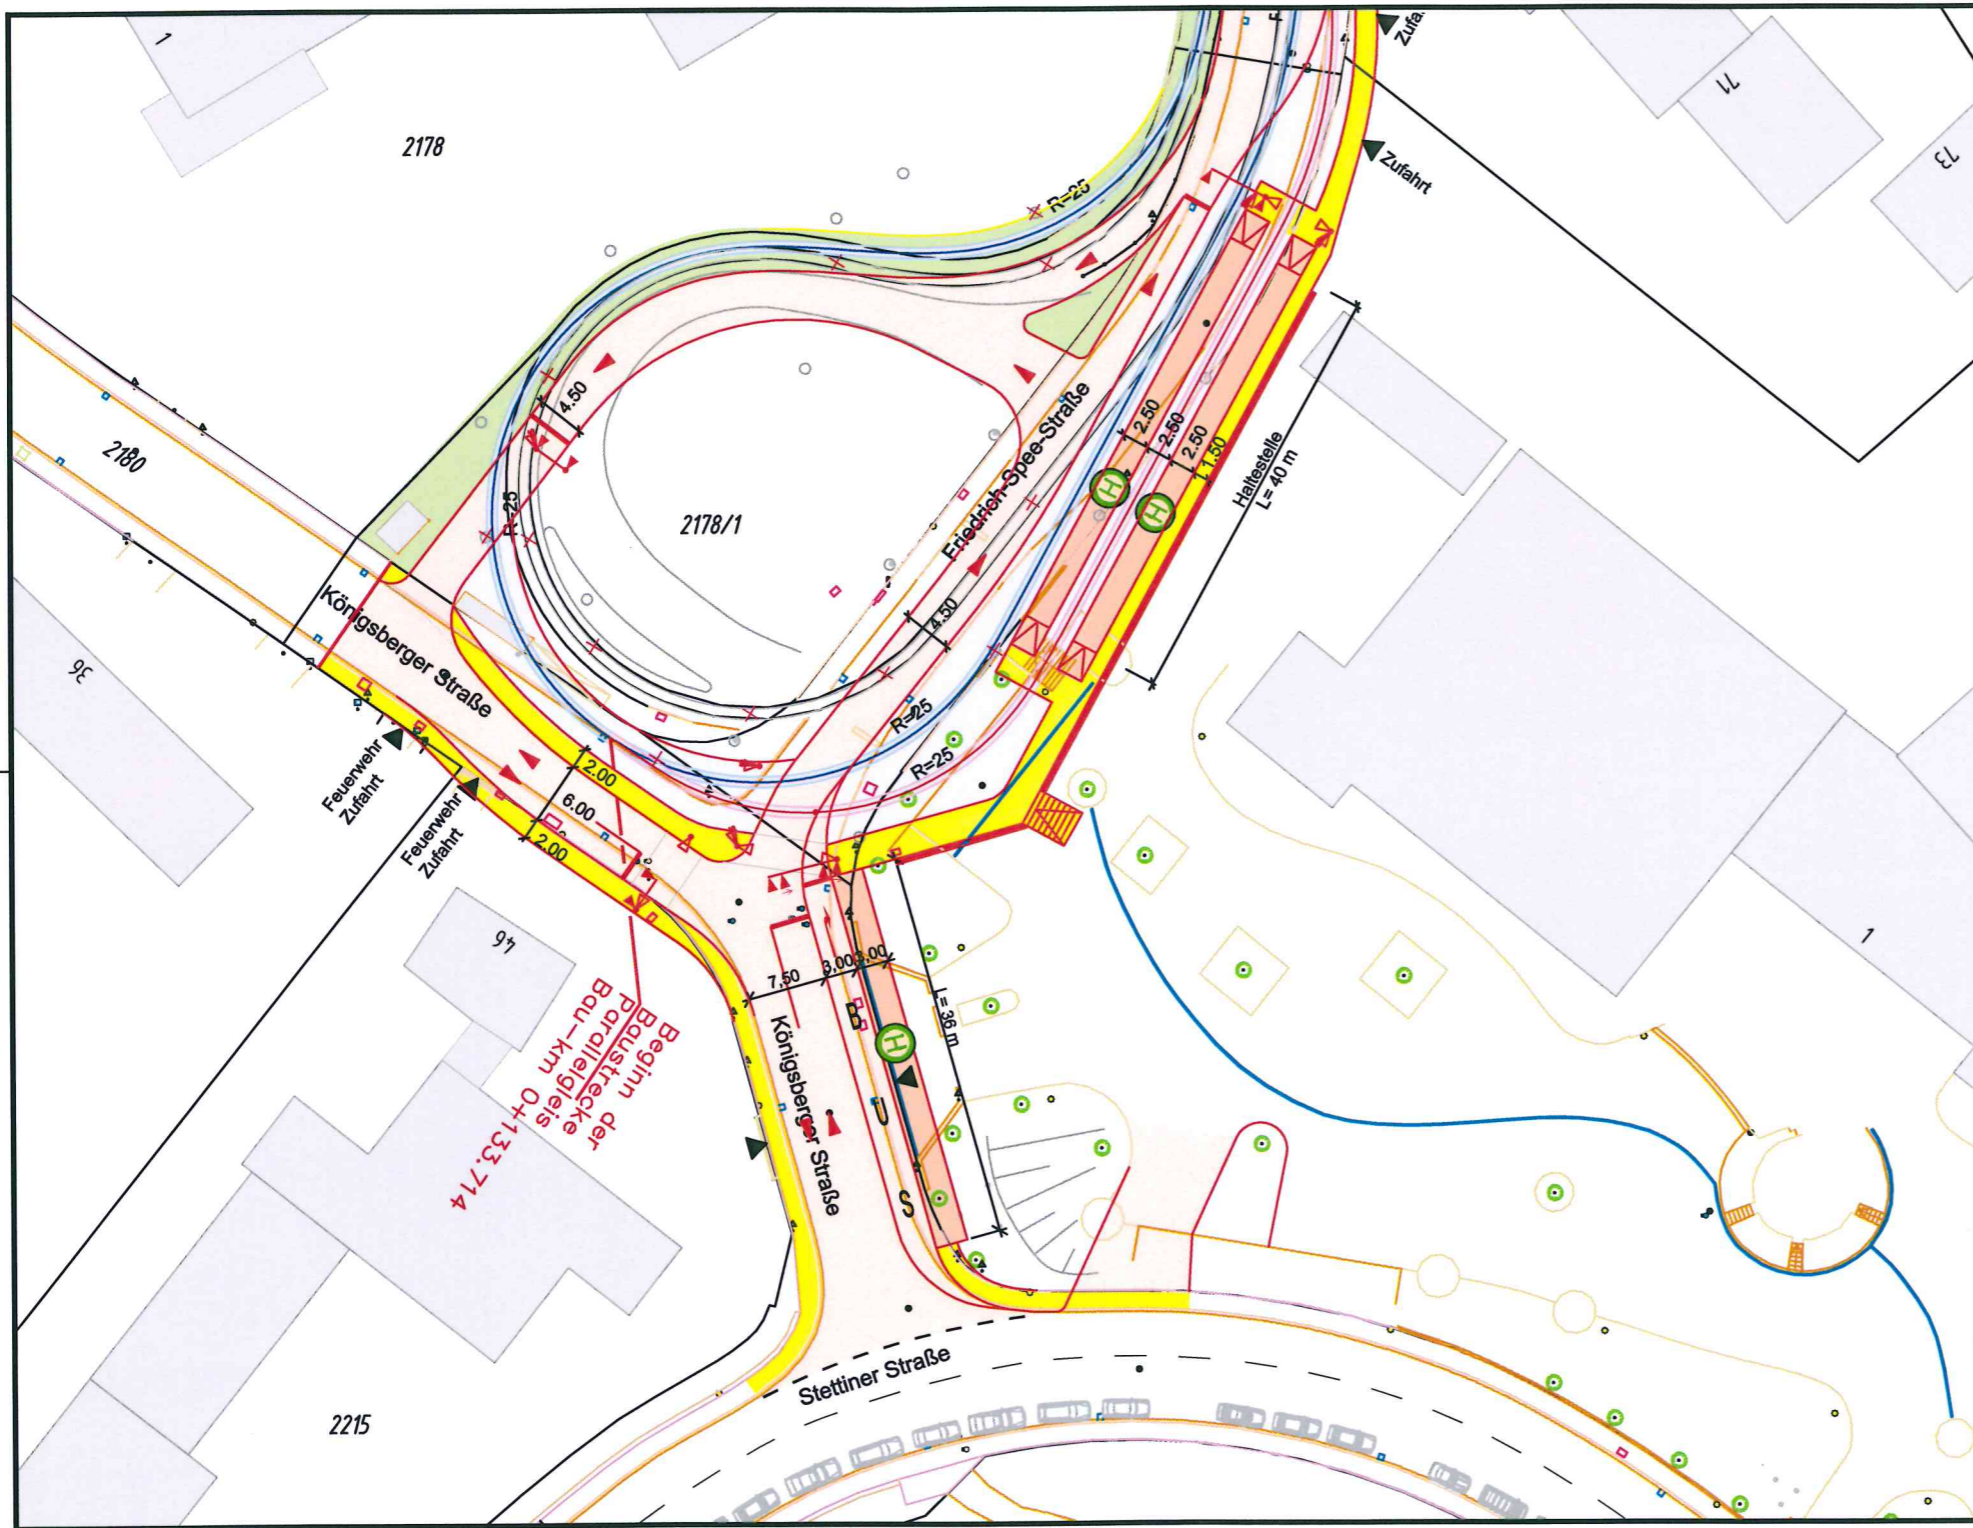 1
2178
71
73
Zufahrt
R=25
4.50
2180
2178/1
R=25
Friedrich-Spee-Straße
2.50
2.50
2.50
1.50
Haltestelle
L= 40 m
H
H
4.50
Königsberger Straße
36
R=25
R=25
Feuerwehr
Zufahrt
Feuerwehr
Zufahrt
2.00
6.00
2.00
46
7,50
3,00
3,00
L= 36 m
Beginn der
Baustrecke
Parallelgleis
Bau-km 0+133.714
Königsberger Straße
B
U
S
H
1
Stettiner Straße
2215